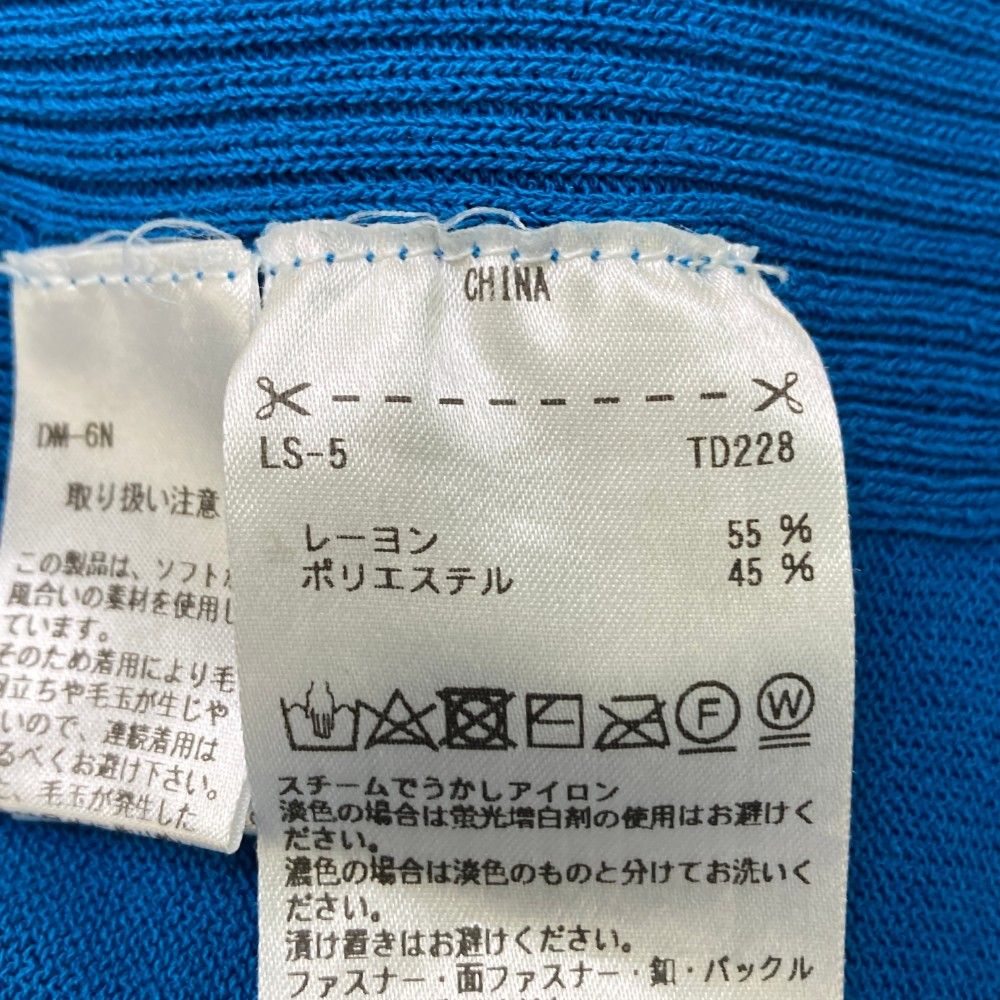 CHINA
LS-5 TD228
レーヨン 55 %
ポリエステル 45 %
F W
スチームでうかしアイロン
淡色の場合は蛍光増白剤の使用はお避けく
ださい。
濃色の場合は淡色のものと分けてお洗いく
ださい。
漬け置きはお避けください。
ファスナー・面ファスナー・釦・バックル
DM-6N
取り扱い注意
この製品は、ソフトな
風合いの素材を使用し
ています。
そのため着用により毛
羽立ちや毛玉が生じや
いので、連続着用は
るべくお避け下さい。
、毛玉が発生した